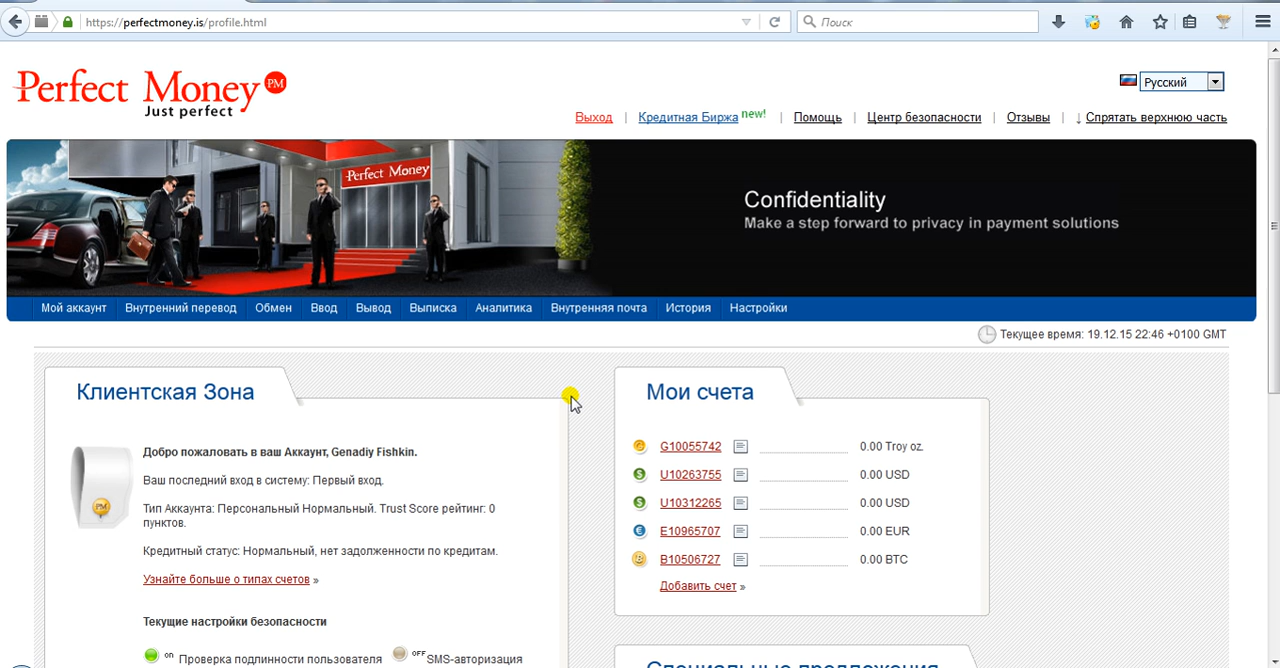 https://perfectmoney.is/profile.html
Поиск
Perfect Money PM
Just perfect
Русский
Выход | Кредитная Биржа new! | Помощь | Центр безопасности | Отзывы | ↓ Спрятать верхнюю часть
Perfect Money
Confidentiality
Make a step forward to privacy in payment solutions
Мой аккаунт Внутренний перевод Обмен Ввод Вывод Выписка Аналитика Внутренняя почта История Настройки
Текущее время: 19.12.15 22:46 +0100 GMT
Клиентская Зона
Добро пожаловать в ваш Аккаунт, Genadiy Fishkin.
Ваш последний вход в систему: Первый вход.
Тип Аккаунта: Персональный Нормальный. Trust Score рейтинг: 0
пунктов.
Кредитный статус: Нормальный, нет задолженности по кредитам.
Узнайте больше о типах счетов »
Текущие настройки безопасности
ON Проверка подлинности пользователя OFF SMS-авторизация
PM
Мои счета
G10055742 0.00 Troy oz.
U10263755 0.00 USD
U10312265 0.00 USD
E10965707 0.00 EUR
B10506727 0.00 BTC
Добавить счет »
Специальные предложения